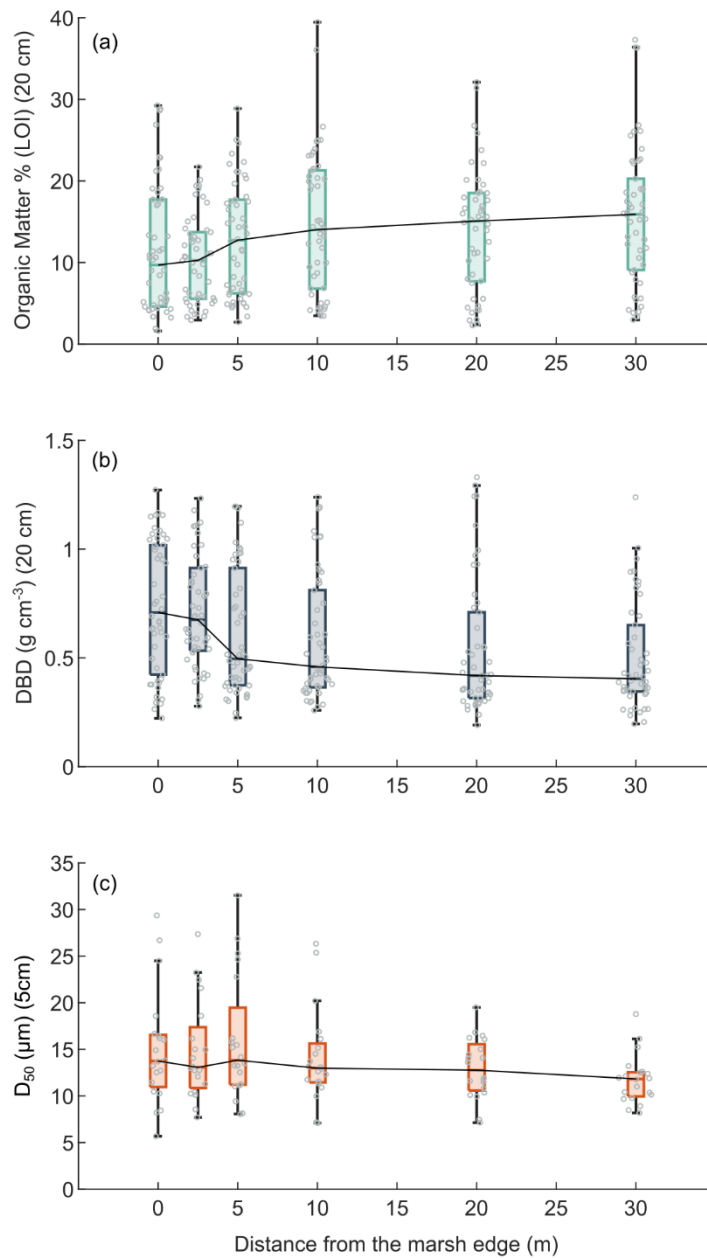 (a)
Organic Matter % (LOI) (20 cm)
40
30
20
10
0
0 5 10 15 20 25 30
(b)
DBD (g cm⁻³) (20 cm)
1.5
1
0.5
0
0 5 10 15 20 25 30
(c)
D₅₀ (μm) (5cm)
35
30
25
20
15
10
5
0
0 5 10 15 20 25 30
Distance from the marsh edge (m)